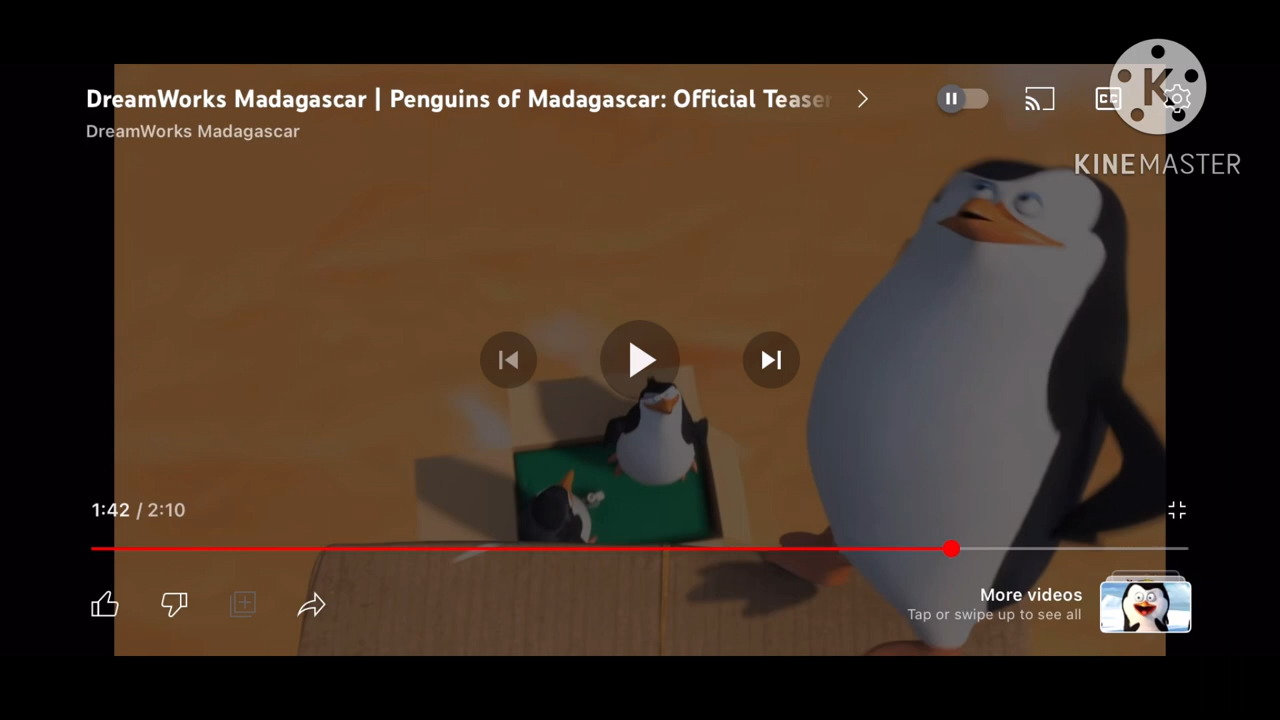 DreamWorks Madagascar | Penguins of Madagascar: Official Teaser
DreamWorks Madagascar
CC
K
KINEMASTER
1:42 / 2:10
More videos
Tap or swipe up to see all